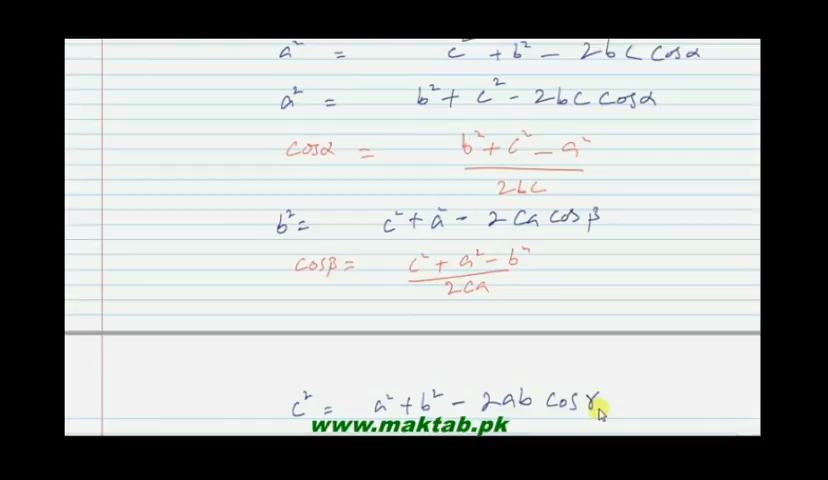 a² = c² + b² - 2bc cosα
a² = b² + c² - 2bc cosα
cosα = b² + c² - a²
2bc
b² = c² + a² - 2ca cosβ
cosβ = c² + a² - b²
2ca
c² = a² + b² - 2ab cosγ
www.maktab.pk